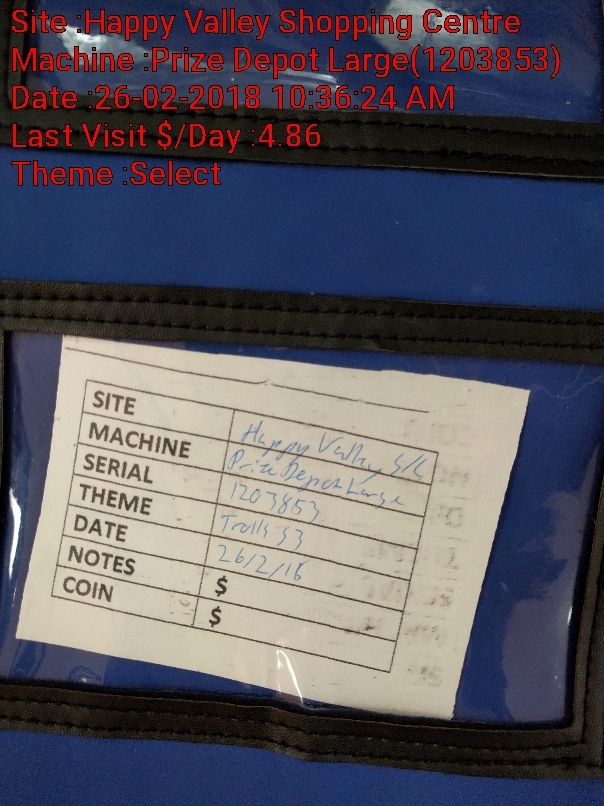 Site :Happy Valley Shopping Centre
Machine :Prize Depot Large(1203853)
Date :26-02-2018 10:36:24 AM
Last Visit $/Day :4.86
Theme :Select
SITE Happy Valley S/C
MACHINE Prize Depot Large
SERIAL 1203853
THEME Trolls S3
DATE 26/2/18
NOTES $
COIN $